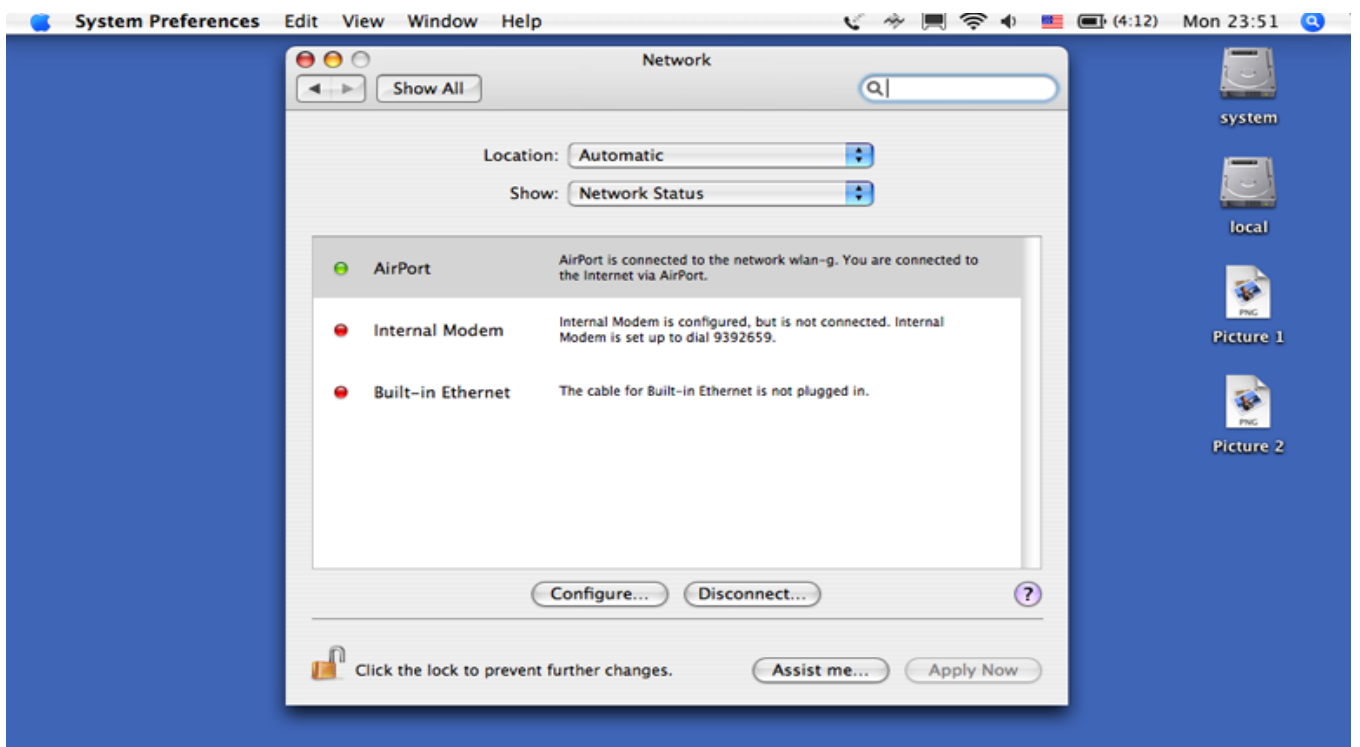 System Preferences Edit View Window Help (4:12) Mon 23:51
Network
Show All
Location: Automatic
Show: Network Status
AirPort
AirPort is connected to the network wlan-g. You are connected to
the Internet via AirPort.
Internal Modem
Internal Modem is configured, but is not connected. Internal
Modem is set up to dial 9392659.
Built-in Ethernet
The cable for Built-in Ethernet is not plugged in.
Configure... Disconnect... ?
Click the lock to prevent further changes. Assist me... Apply Now
system
local
PNG
Picture 1
PNG
Picture 2